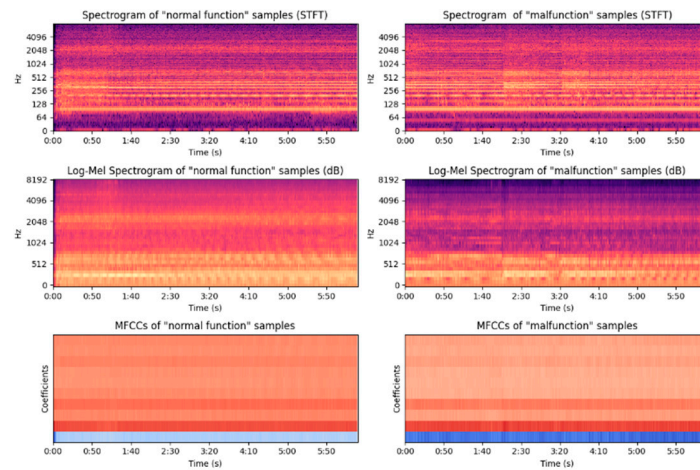 Spectrogram of "normal function" samples (STFT)
Hz
4096
2048
1024
512
256
128
64
0
0:00 0:50 1:40 2:30 3:20 4:10 5:00 5:50
Time (s)
Spectrogram of "malfunction" samples (STFT)
Hz
4096
2048
1024
512
256
128
64
0
0:00 0:50 1:40 2:30 3:20 4:10 5:00 5:50
Time (s)
Log-Mel Spectrogram of "normal function" samples (dB)
Hz
8192
4096
2048
1024
512
0
0:00 0:50 1:40 2:30 3:20 4:10 5:00 5:50
Time (s)
Log-Mel Spectrogram of "malfunction" samples (dB)
Hz
8192
4096
2048
1024
512
0
0:00 0:50 1:40 2:30 3:20 4:10 5:00 5:50
Time (s)
MFCCs of "normal function" samples
Coefficients
0:00 0:50 1:40 2:30 3:20 4:10 5:00 5:50
Time (s)
MFCCs of "malfunction" samples
Coefficients
0:00 0:50 1:40 2:30 3:20 4:10 5:00 5:50
Time (s)